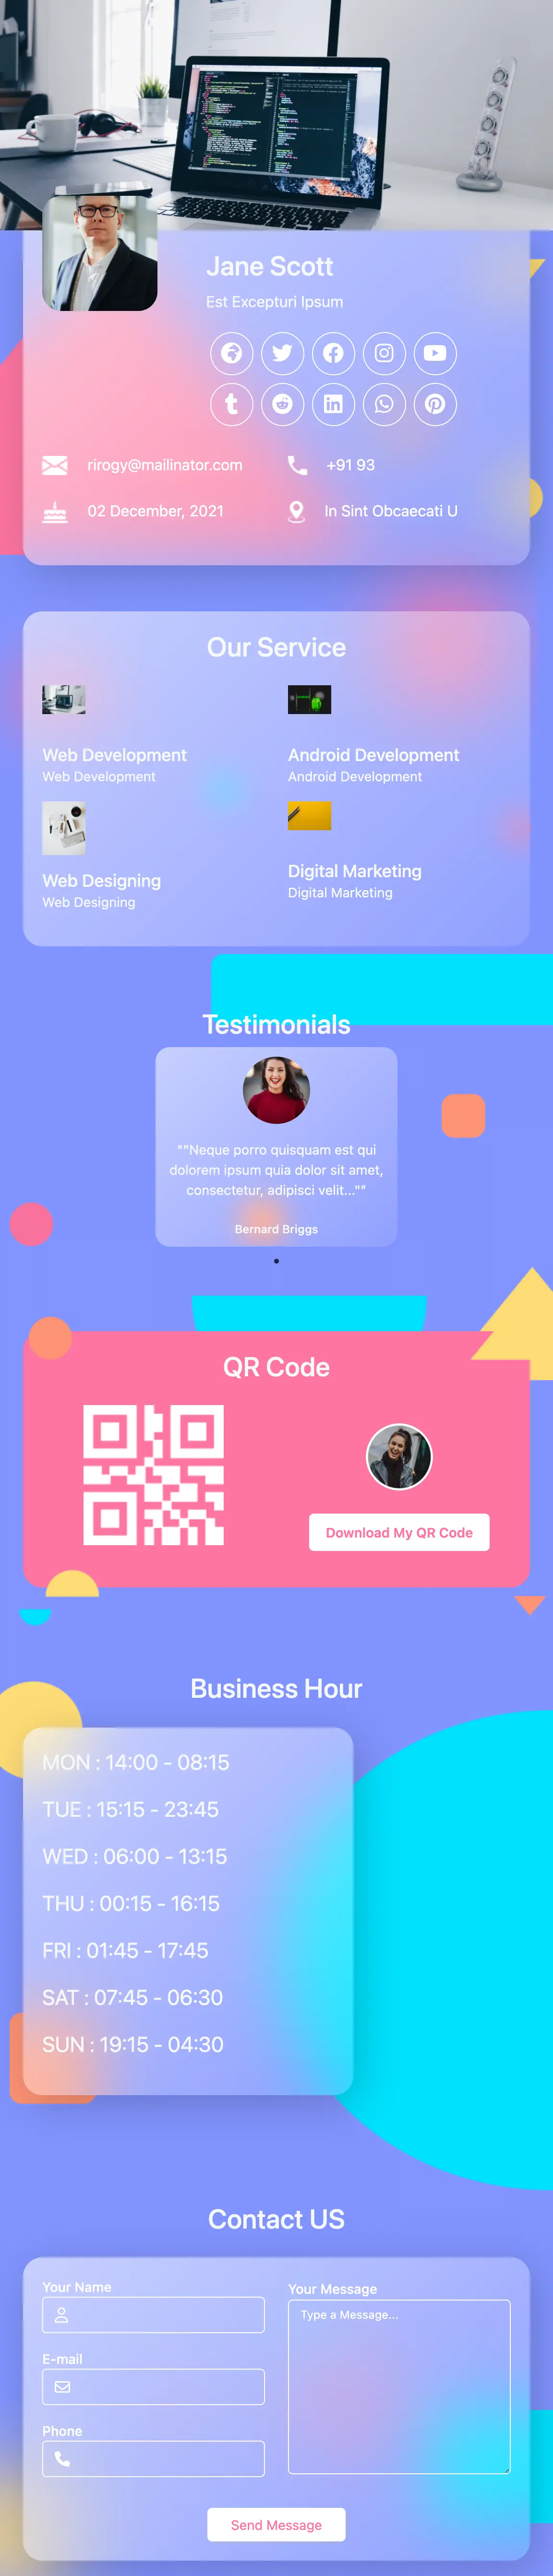 Jane Scott
Est Excepturi Ipsum
rirogy@mailinator.com
+91 93
02 December, 2021
In Sint Obcaecati U
Our Service
Web Development
Web Development
Android Development
Android Development
Web Designing
Web Designing
Digital Marketing
Digital Marketing
Testimonials
““Neque porro quisquam est qui
dolorem ipsum quia dolor sit amet,
consectetur, adipisci velit...”"
Bernard Briggs
QR Code
Download My QR Code
Business Hour
MON : 14:00 - 08:15
TUE : 15:15 - 23:45
WED : 06:00 - 13:15
THU : 00:15 - 16:15
FRI : 01:45 - 17:45
SAT : 07:45 - 06:30
SUN : 19:15 - 04:30
Contact US
Your Name
E-mail
Phone
Your Message
Type a Message...
Send Message